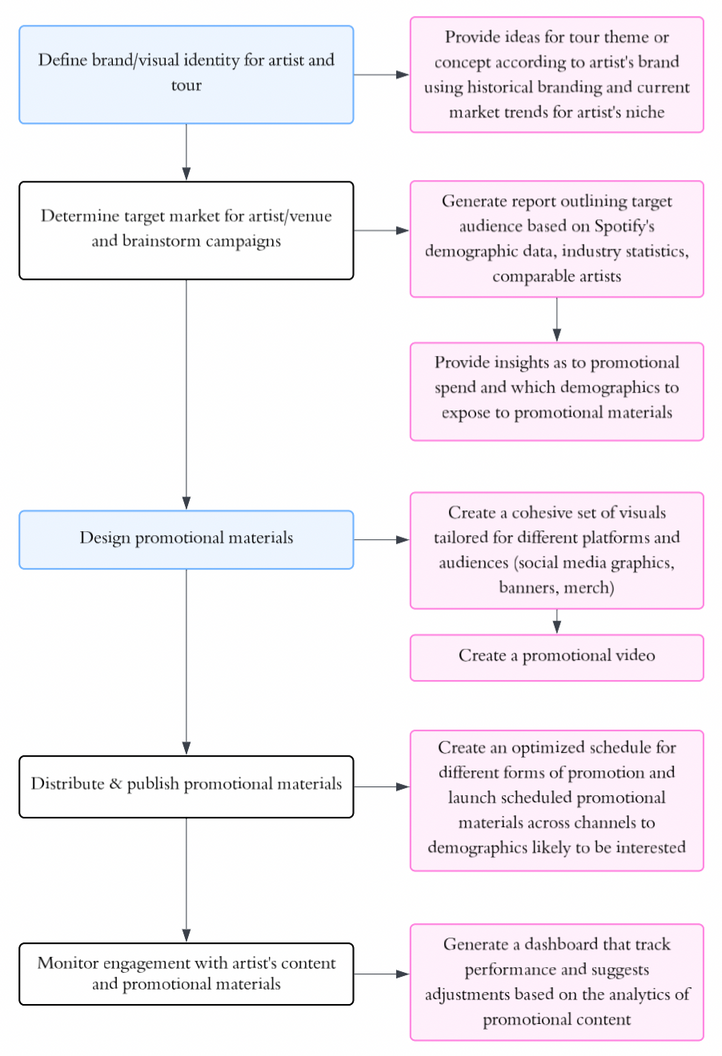 Define brand/visual identity for artist and
tour
Provide ideas for tour theme or
concept according to artist's brand
using historical branding and current
market trends for artist's niche
Determine target market for artist/venue
and brainstorm campaigns
Generate report outlining target
audience based on Spotify's
demographic data, industry statistics,
comparable artists
Provide insights as to promotional
spend and which demographics to
expose to promotional materials
Design promotional materials
Create a cohesive set of visuals
tailored for different platforms and
audiences (social media graphics,
banners, merch)
Create a promotional video
Distribute & publish promotional materials
Create an optimized schedule for
different forms of promotion and
launch scheduled promotional
materials across channels to
demographics likely to be interested
Monitor engagement with artist's content
and promotional materials
Generate a dashboard that track
performance and suggests
adjustments based on the analytics of
promotional content